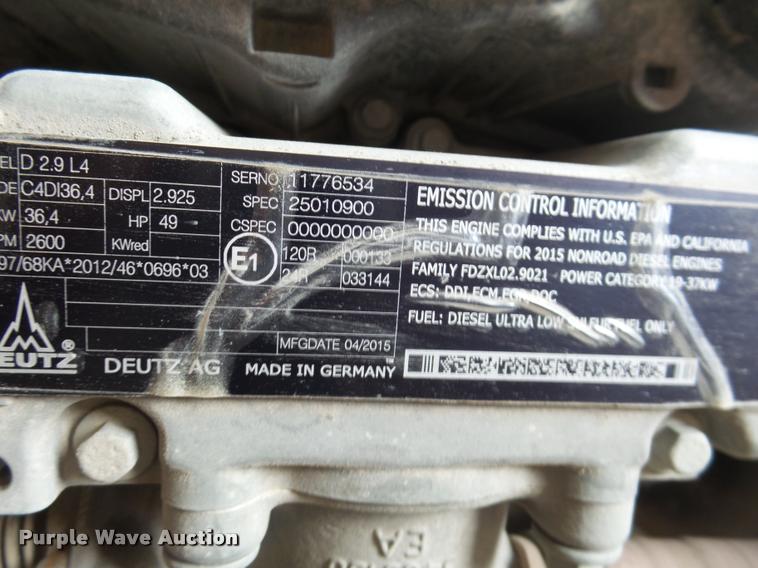 EL D 2.9 L4
DE C4DI36,4 DISPL 2.925
KW 36,4 HP 49
PM 2600 KWred
97/68KA*2012/46*0696*03
DEUTZ ®
DEUTZ AG
SERNO 11776534
SPEC 25010900
CSPEC 0000000000
E1 120R 000133
24R 033144
MFGDATE 04/2015
MADE IN GERMANY
EMISSION CONTROL INFORMATION
THIS ENGINE COMPLIES WITH U.S. EPA AND CALIFORNIA
REGULATIONS FOR 2015 NONROAD DIESEL ENGINES
FAMILY FDZXL02.9021 POWER CATEGORY 19-37KW
ECS: DDI,ECM,EGR,DOC
FUEL: DIESEL ULTRA LOW SULFUR FUEL ONLY
EA
Purple Wave Auction